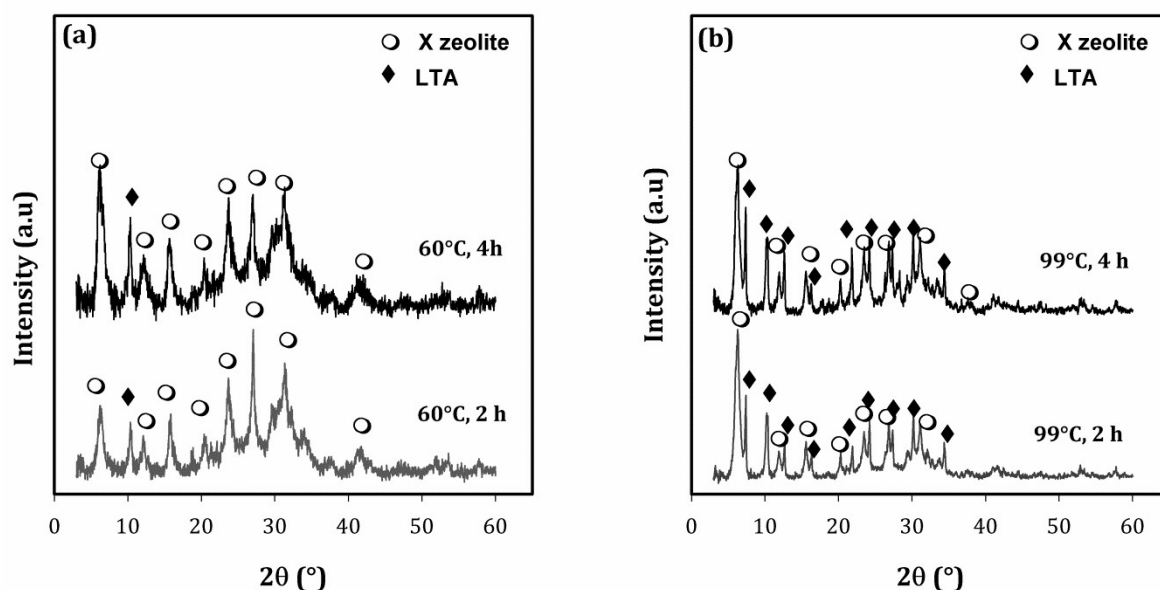 (a)
X zeolite
LTA
Intensity (a.u)
60°C, 4h
60°C, 2 h
0 10 20 30 40 50 60
2θ (°)
(b)
X zeolite
LTA
Intensity (a.u)
99°C, 4 h
99°C, 2 h
0 10 20 30 40 50 60
2θ (°)